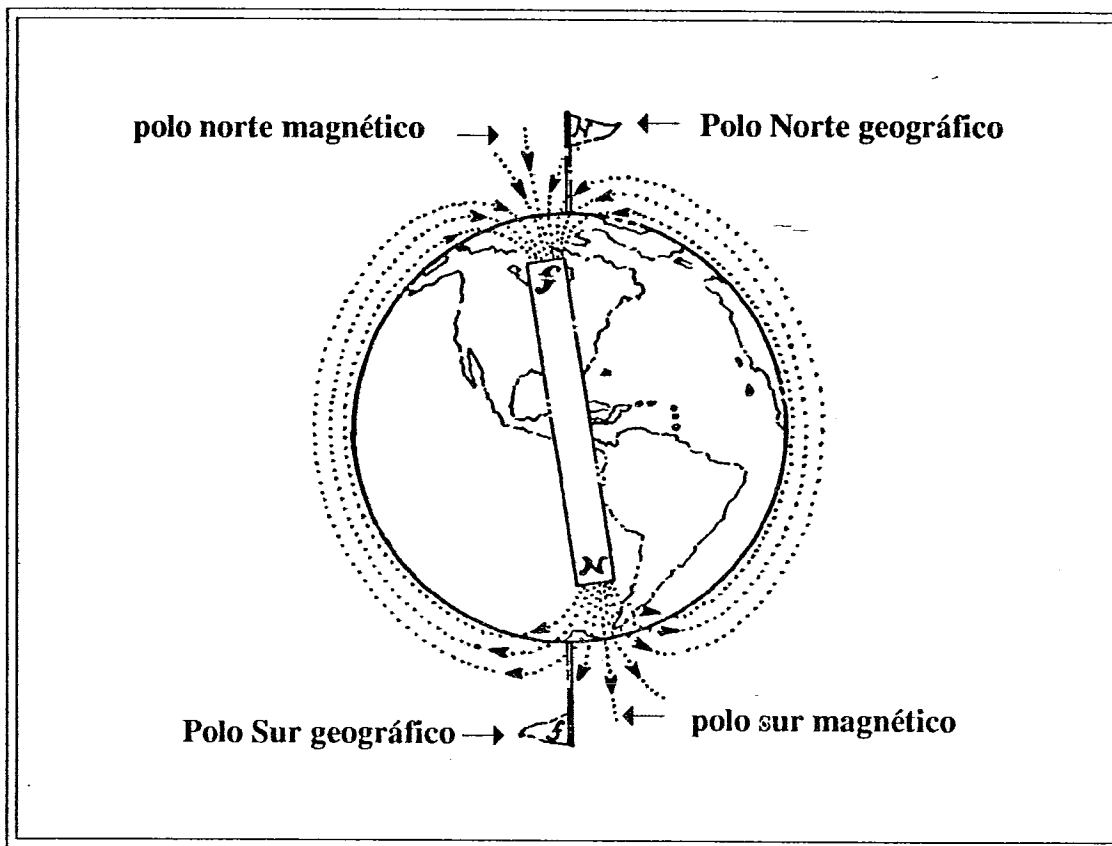 polo norte magnético
N
Polo Norte geográfico
S
N
Polo Sur geográfico
S
polo sur magnético